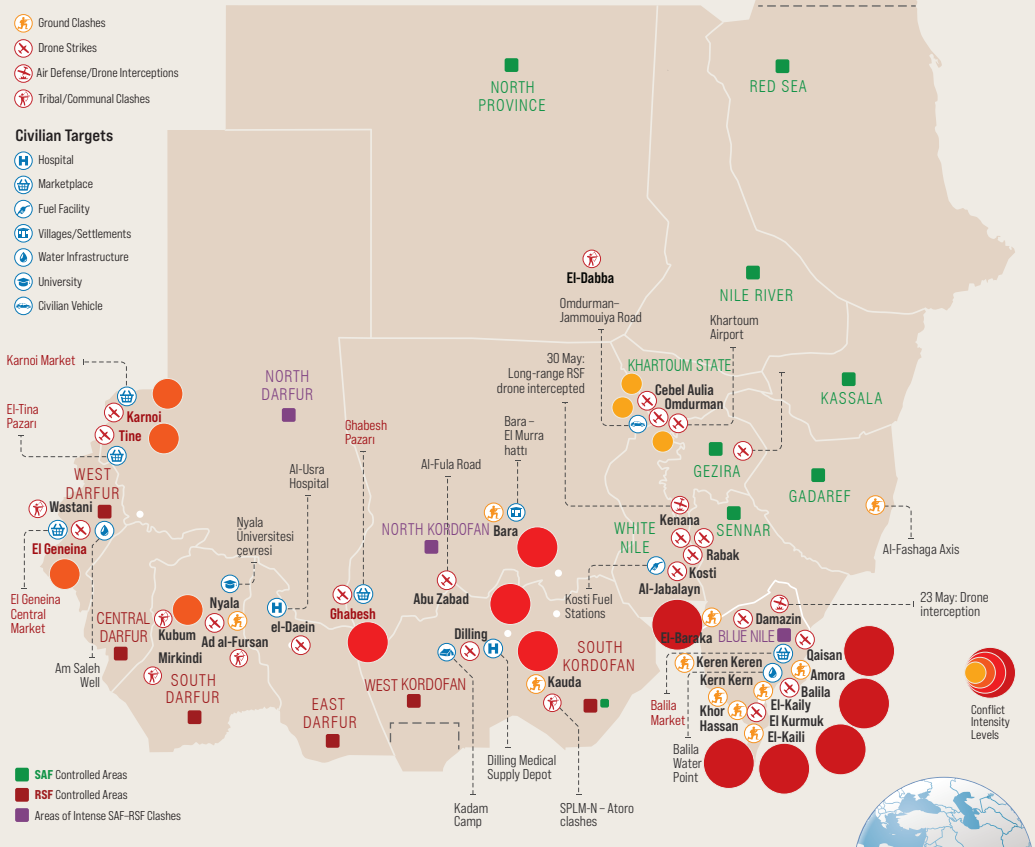 Ground Clashes
Drone Strikes
Air Defense/Drone Interceptions
Tribal/Communal Clashes
Civilian Targets
Hospital
Marketplace
Fuel Facility
Villages/Settlements
Water Infrastructure
University
Civilian Vehicle
NORTH
PROVINCE
RED SEA
El-Dabba
NILE RIVER
Omdurman–
Jammouiya Road
Khartoum
Airport
30 May:
Long-range RSF
drone intercepted
KHARTOUM STATE
Cebel Aulia
Omdurman
KASSALA
Karnoi Market
Karnoi
El-Tina
Pazarı
Tine
NORTH
DARFUR
Ghabesh
Pazarı
Bara –
El Murra
hattı
GEZIRA
GADAREF
Al-Usra
Hospital
Al-Fula Road
WEST
DARFUR
Wastani
El Geneina
Nyala
Üniversitesi
çevresi
NORTH KORDOFAN
Bara
WHITE
NILE
Kenana
SENNAR
Rabak
Kosti
Al-Jabalayn
Al-Fashaga Axis
El Geneina
Central
Market
CENTRAL
DARFUR
Nyala
Kubum
Ad al-Fursan
el-Daein
Ghabesh
Abu Zabad
Kosti Fuel
Stations
23 May: Drone
interception
Damazin
El-Baraka
BLUE NILE
Am Saleh
Well
Mirkindi
SOUTH
DARFUR
Dilling
SOUTH
KORDOFAN
Kauda
WEST KORDOFAN
EAST
DARFUR
Keren Keren
Kern Kern
Qaisan
Amora
Balila
El-Kaily
El Kurmuk
El-Kaili
Khor
Hassan
Balila
Market
Balila
Water
Point
Dilling Medical
Supply Depot
Kadam
Camp
SPLM-N – Atoro
clashes
Conflict
Intensity
Levels
SAF Controlled Areas
RSF Controlled Areas
Areas of Intense SAF-RSF Clashes